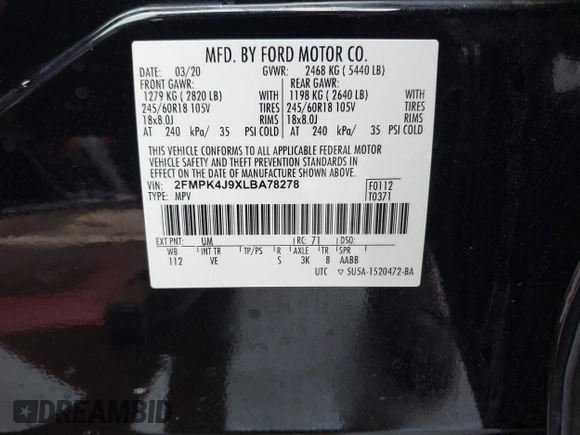 MFD. BY FORD MOTOR CO.
DATE: 03/20 GVWR: 2468 KG ( 5440 LB)
FRONT GAWR: REAR GAWR:
1279 KG ( 2820 LB) WITH 1198 KG ( 2640 LB) WITH
245/60R18 105V TIRES 245/60R18 105V TIRES
18x8.0J RIMS 18x8.0J RIMS
AT 240 kPa/ 35 PSI COLD AT 240 kPa/ 35 PSI COLD
THIS VEHICLE CONFORMS TO ALL APPLICABLE FEDERAL MOTOR
VEHICLE SAFETY AND THEFT PREVENTION STANDARDS IN
EFFECT ON THE DATE OF MANUFACTURE SHOWN ABOVE.
VIN: 2FMPK4J9XLBA78278 F0112
TYPE: MPV T0371
EXT PNT: UM RC: 71 DSO:
WB INT TR TP/PS R AXLE TR SPR
112 VE S 3K 8 AABB
UTC ▽ 5U5A-1520472-BA
DREAMBID